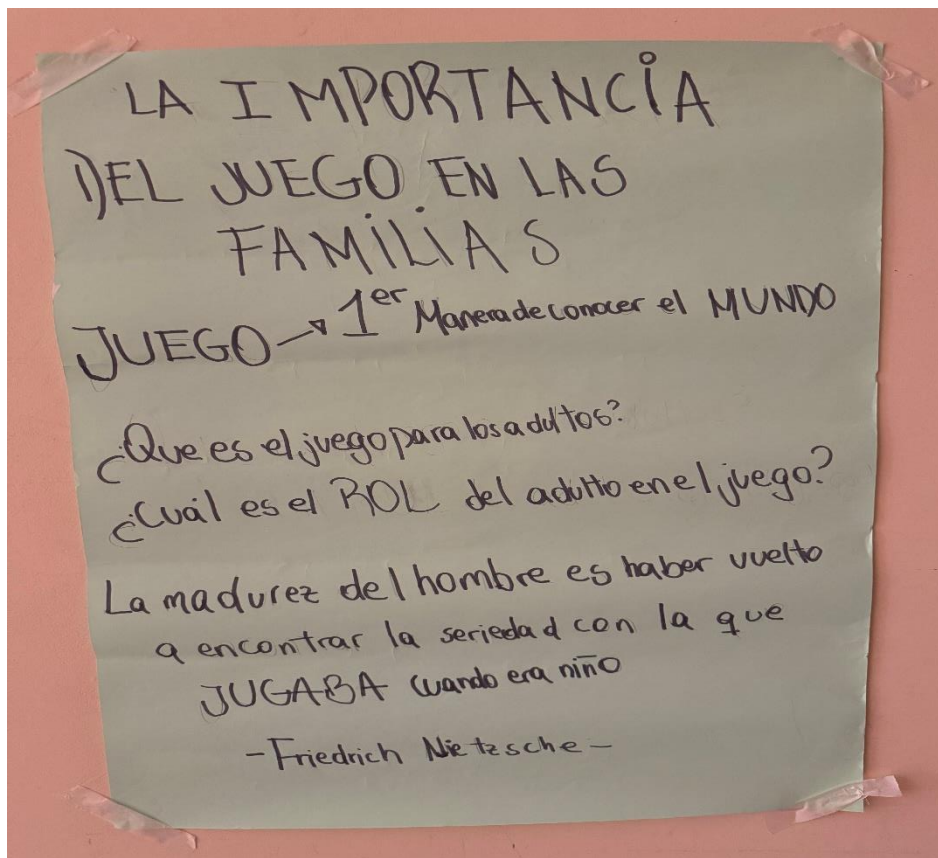 LA IMPORTANCIA
DEL JUEGO EN LAS
FAMILIAS
JUEGO → 1er Manera de conocer el MUNDO
¿Que es el juego para los adultos?
¿Cuál es el ROL del adulto en el juego?
La madurez del hombre es haber vuelto
a encontrar la seriedad con la que
JUGABA cuando era niño
-Friedrich Nietzsche-